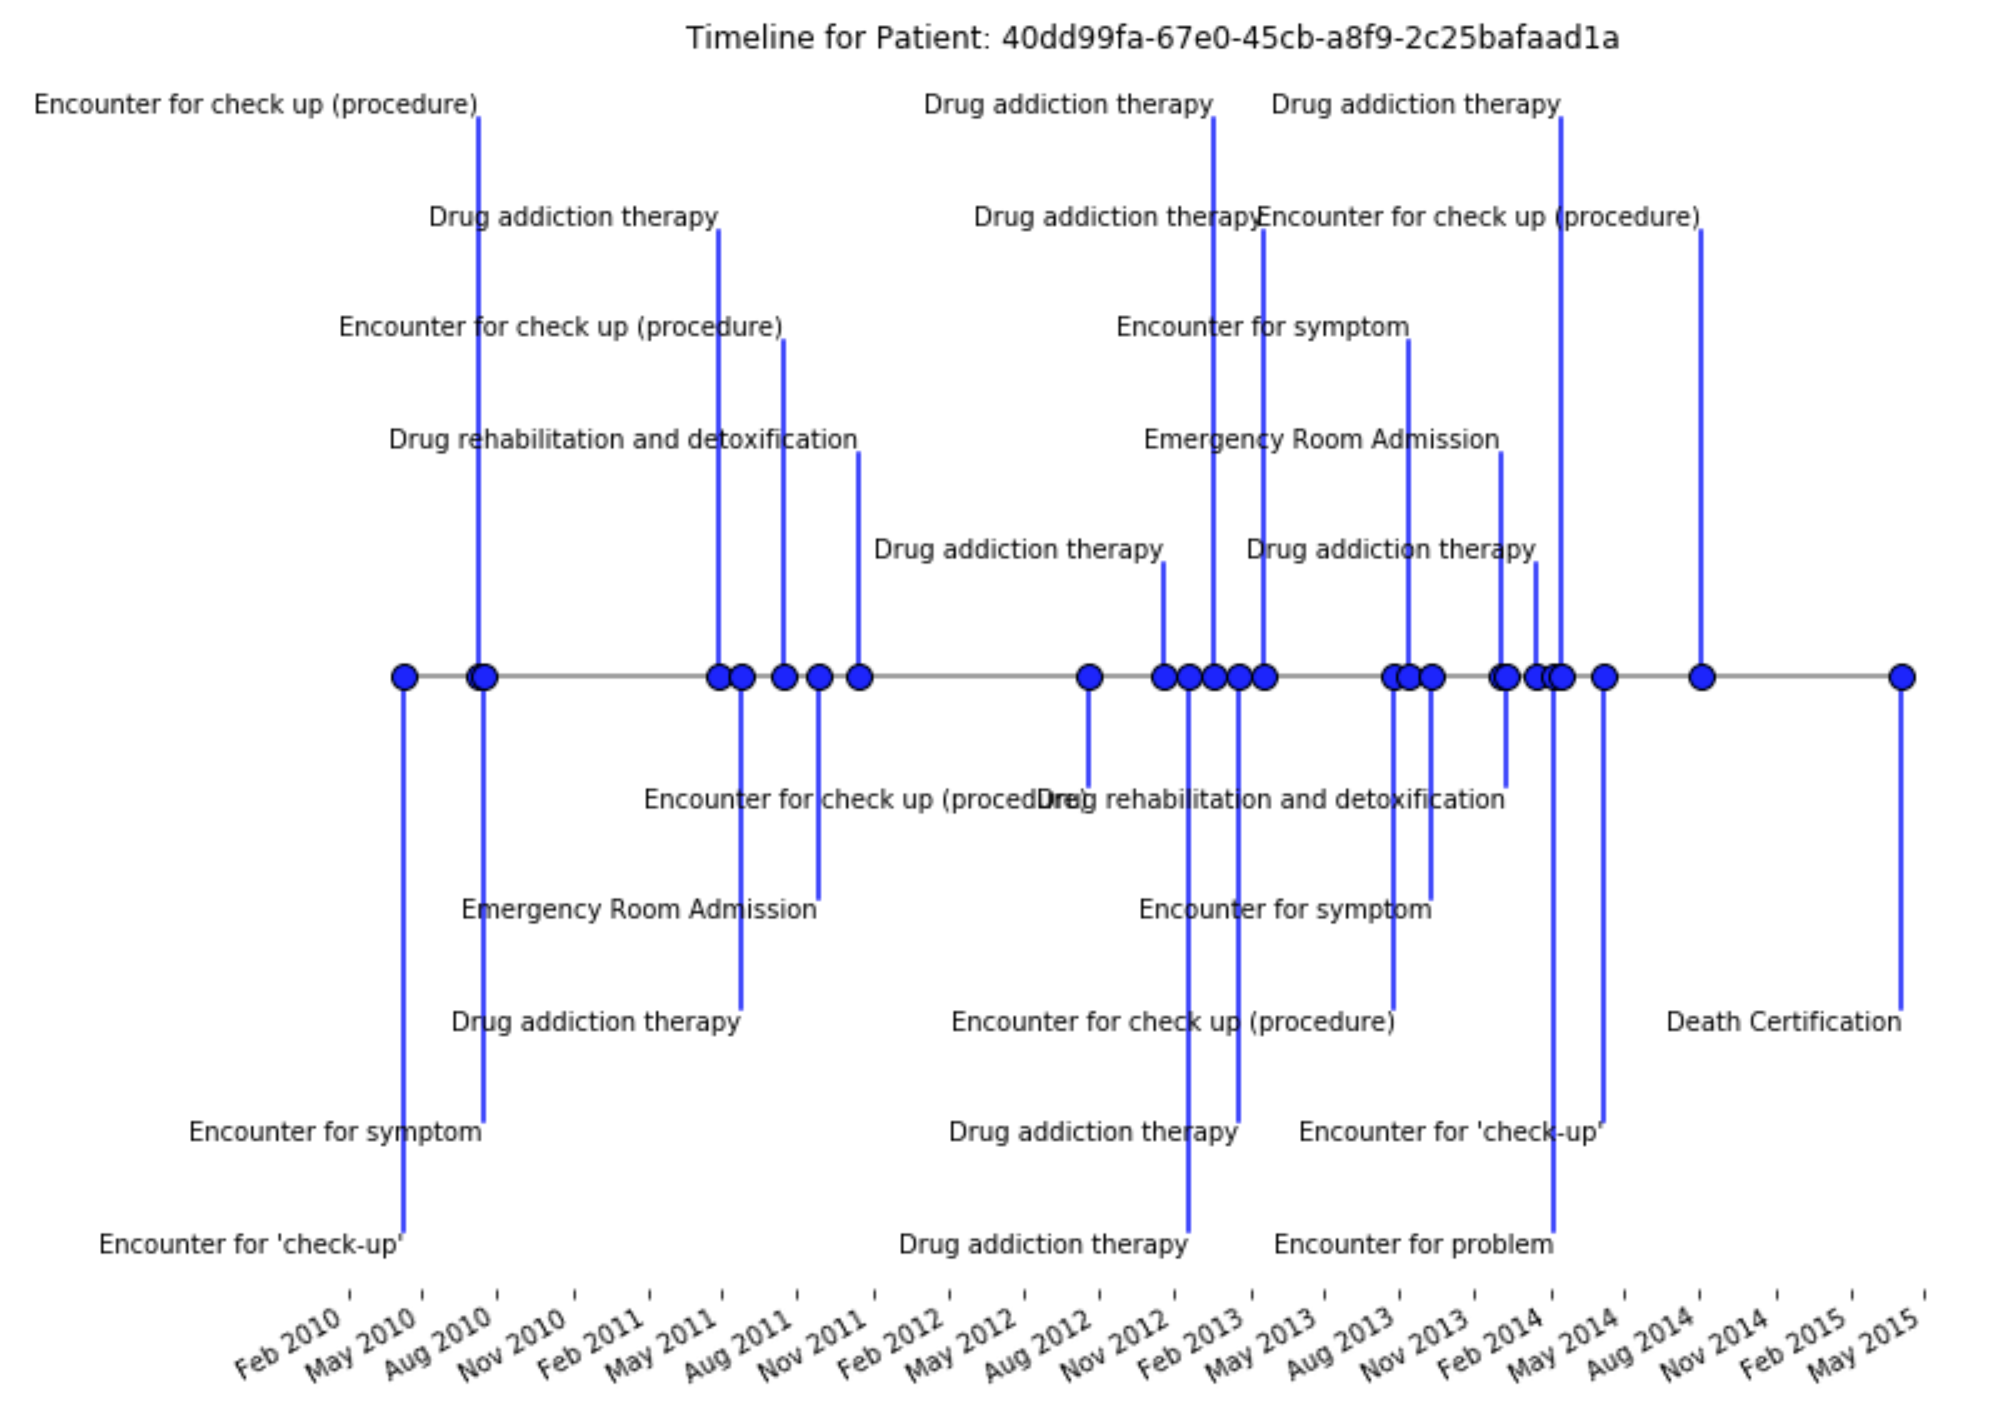 Timeline for Patient: 40dd99fa-67e0-45cb-a8f9-2c25bafaad1a
Encounter for check up (procedure)
Drug addiction therapy
Drug addiction therapy
Drug addiction therapy
Drug addiction therapy
Encounter for check up (procedure)
Encounter for check up (procedure)
Encounter for symptom
Drug rehabilitation and detoxification
Emergency Room Admission
Drug addiction therapy
Drug addiction therapy
Encounter for check up (procedure)
Drug rehabilitation and detoxification
Emergency Room Admission
Encounter for symptom
Drug addiction therapy
Encounter for check up (procedure)
Death Certification
Encounter for symptom
Drug addiction therapy
Encounter for 'check-up'
Encounter for 'check-up'
Drug addiction therapy
Encounter for problem
Feb 2010
May 2010
Aug 2010
Nov 2010
Feb 2011
May 2011
Aug 2011
Nov 2011
Feb 2012
May 2012
Aug 2012
Nov 2012
Feb 2013
May 2013
Aug 2013
Nov 2013
Feb 2014
May 2014
Aug 2014
Nov 2014
Feb 2015
May 2015